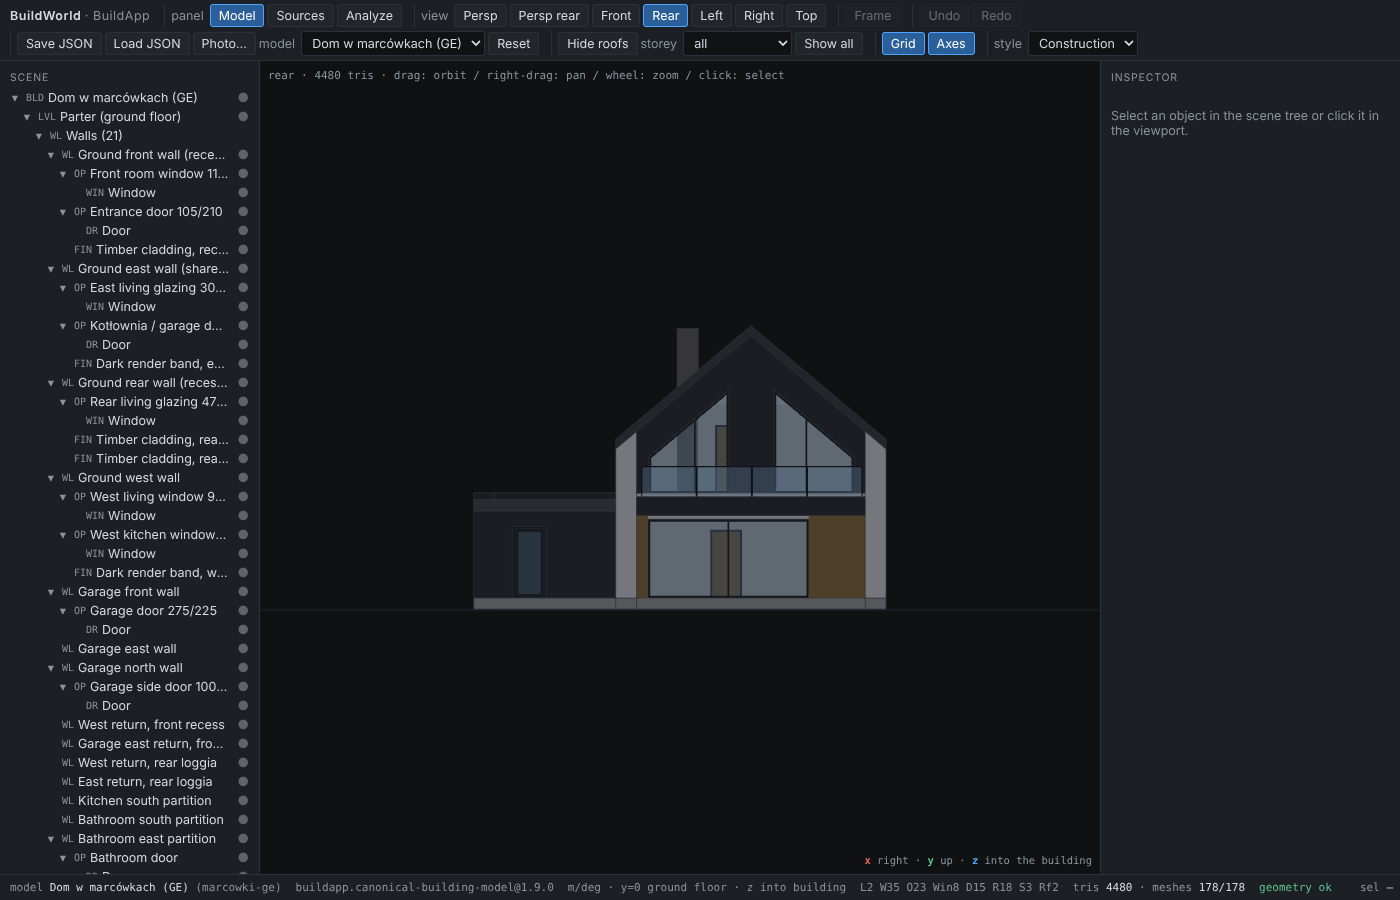 BuildWorld · BuildApp panel Model Sources Analyze view Persp Persp rear Front Rear Left Right Top Frame Undo Redo
Save JSON Load JSON Photo... model Dom w marcówkach (GE) Reset Hide roofs storey all Show all Grid Axes style Construction
SCENE
▼ BLD Dom w marcówkach (GE)
▼ LVL Parter (ground floor)
▼ WL Walls (21)
▼ WL Ground front wall (rece...
▼ OP Front room window 11...
WIN Window
▼ OP Entrance door 105/210
DR Door
FIN Timber cladding, rec...
▼ WL Ground east wall (share...
▼ OP East living glazing 30...
WIN Window
▼ OP Kotłownia / garage d...
DR Door
FIN Dark render band, e...
▼ WL Ground rear wall (reces...
▼ OP Rear living glazing 47...
WIN Window
FIN Timber cladding, rea...
FIN Timber cladding, rea...
▼ WL Ground west wall
▼ OP West living window 9...
WIN Window
▼ OP West kitchen window...
WIN Window
FIN Dark render band, w...
▼ WL Garage front wall
▼ OP Garage door 275/225
DR Door
WL Garage east wall
▼ WL Garage north wall
▼ OP Garage side door 100...
DR Door
WL West return, front recess
WL Garage east return, fro...
WL West return, rear loggia
WL East return, rear loggia
WL Kitchen south partition
WL Bathroom south partition
▼ WL Bathroom east partition
▼ OP Bathroom door
rear · 4480 tris · drag: orbit / right-drag: pan / wheel: zoom / click: select
x right · y up · z into the building
INSPECTOR
Select an object in the scene tree or click it in
the viewport.
model Dom w marcówkach (GE) (marcowki-ge) buildapp.canonical-building-model@1.9.0 m/deg · y=0 ground floor · z into building L2 W35 O23 Win8 D15 R18 S3 Rf2 tris 4480 · meshes 178/178 geometry ok sel —